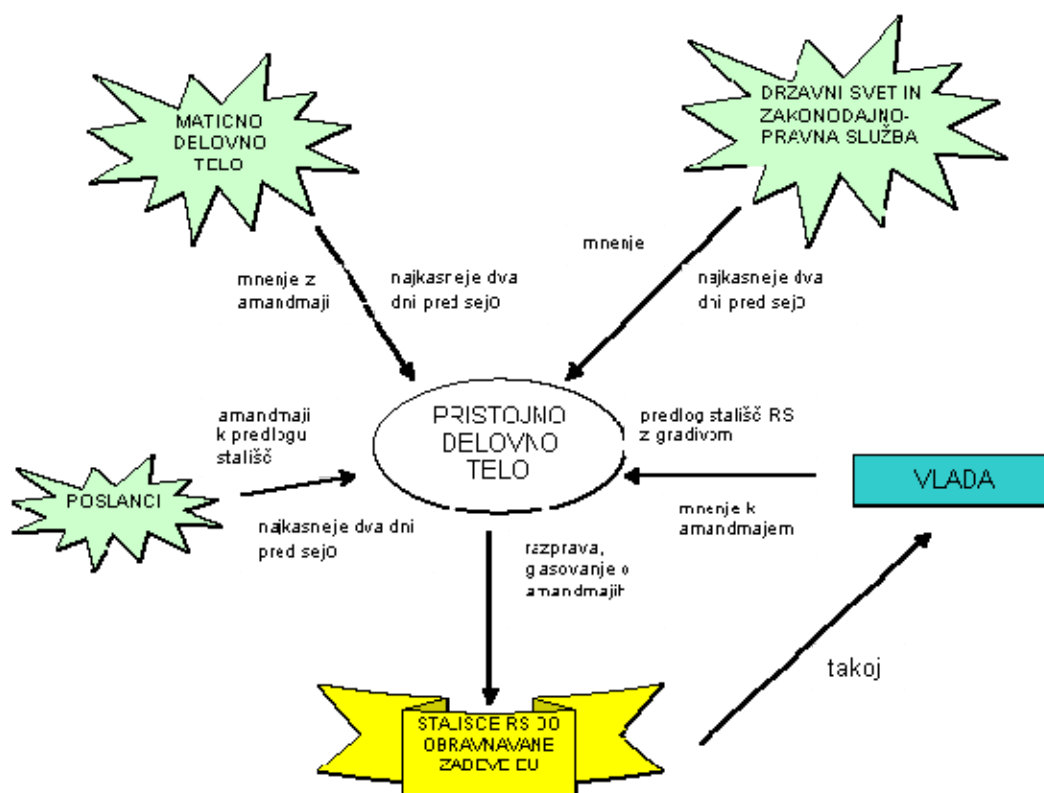 MATICNO
DELOVNO
TELO
DRZAVNI SVET IN
ZAKONODAJNO-
PRAVNA SLUŽBA
mnenje z
amandmaji
najkasneje dva
dni pred sejo
mnenje
najkasneje dva
dni pred sejo
amandmaji
k predlogu
stališč
PRISTOJNO
DELOVNO
TELO
predlog stališč RS
z gradivom
POSLANCI
VLADA
najkasneje dva dni
pred sejo
mnenje k
amandmajem
razprava,
glasovanje o
amandmajih
takoj
STALISCE RS DO
OBRAVNAVANE
ZADEVE EU